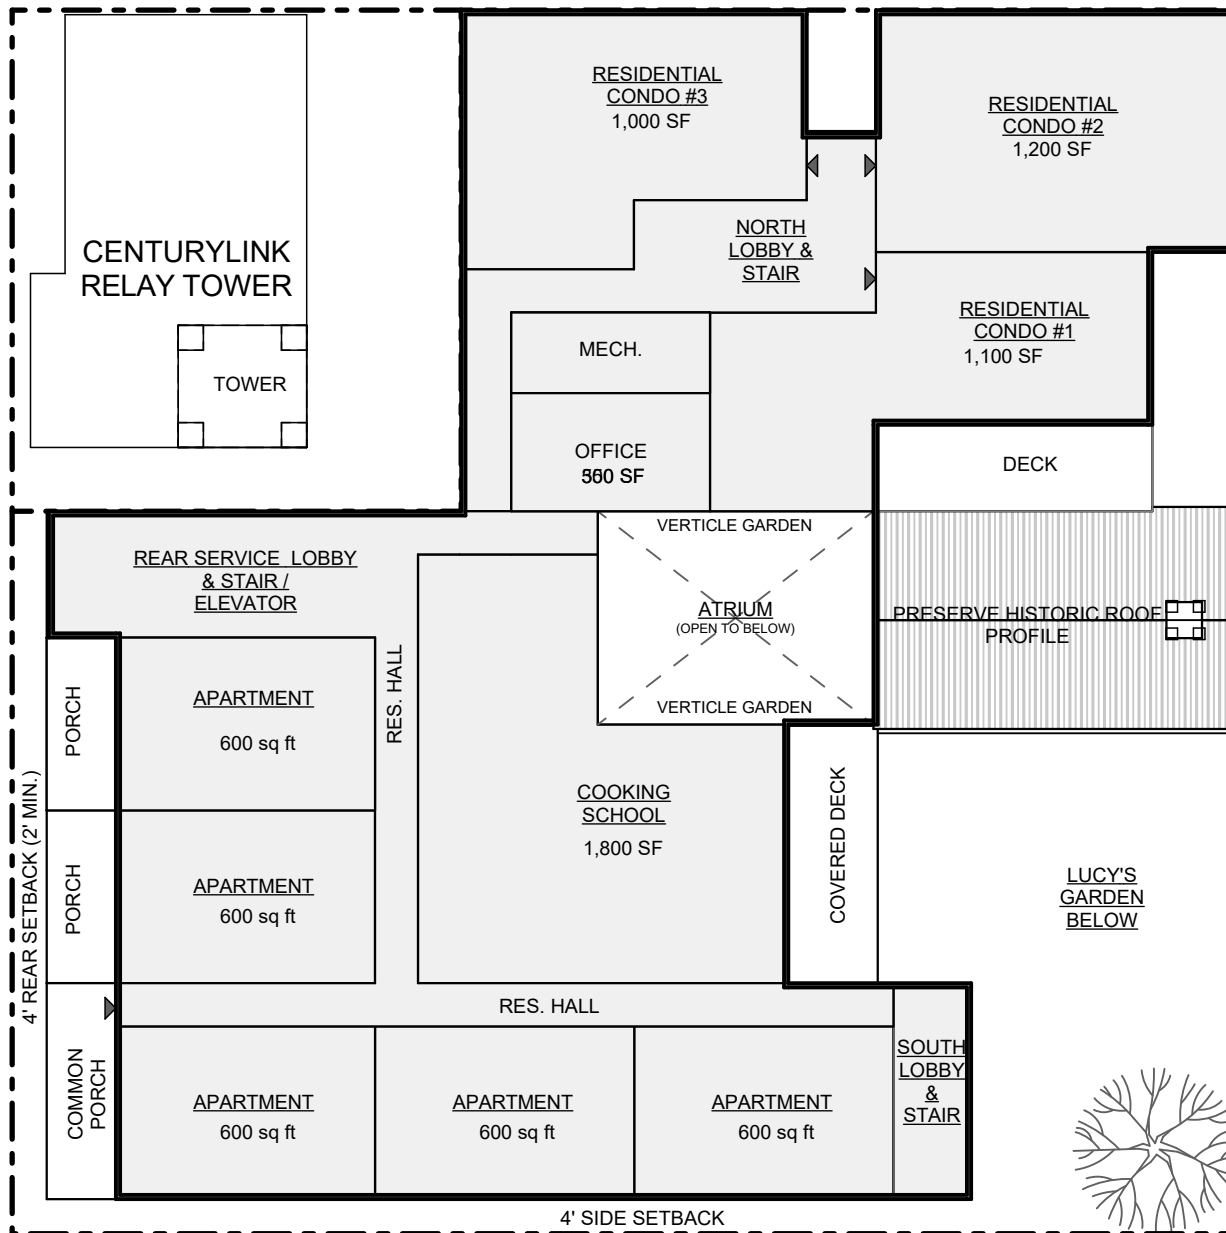 RESIDENTIAL
CONDO #3
1,000 SF
RESIDENTIAL
CONDO #2
1,200 SF
CENTURYLINK
RELAY TOWER
TOWER
NORTH
LOBBY &
STAIR
RESIDENTIAL
CONDO #1
1,100 SF
MECH.
OFFICE
SF
DECK
VERTICLE GARDEN
ATRIUM
(OPEN TO BELOW)
VERTICLE GARDEN
PRESERVE HISTORIC ROOF
PROFILE
REAR SERVICE LOBBY
& STAIR /
ELEVATOR
RES. HALL
PORCH
APARTMENT
600 sq ft
4' REAR SETBACK (2' MIN.)
PORCH
APARTMENT
600 sq ft
COOKING
SCHOOL
1,800 SF
COVERED DECK
LUCY'S
GARDEN
BELOW
RES. HALL
COMMON
PORCH
APARTMENT
600 sq ft
APARTMENT
600 sq ft
APARTMENT
600 sq ft
SOUTH
LOBBY
&
STAIR
4' SIDE SETBACK